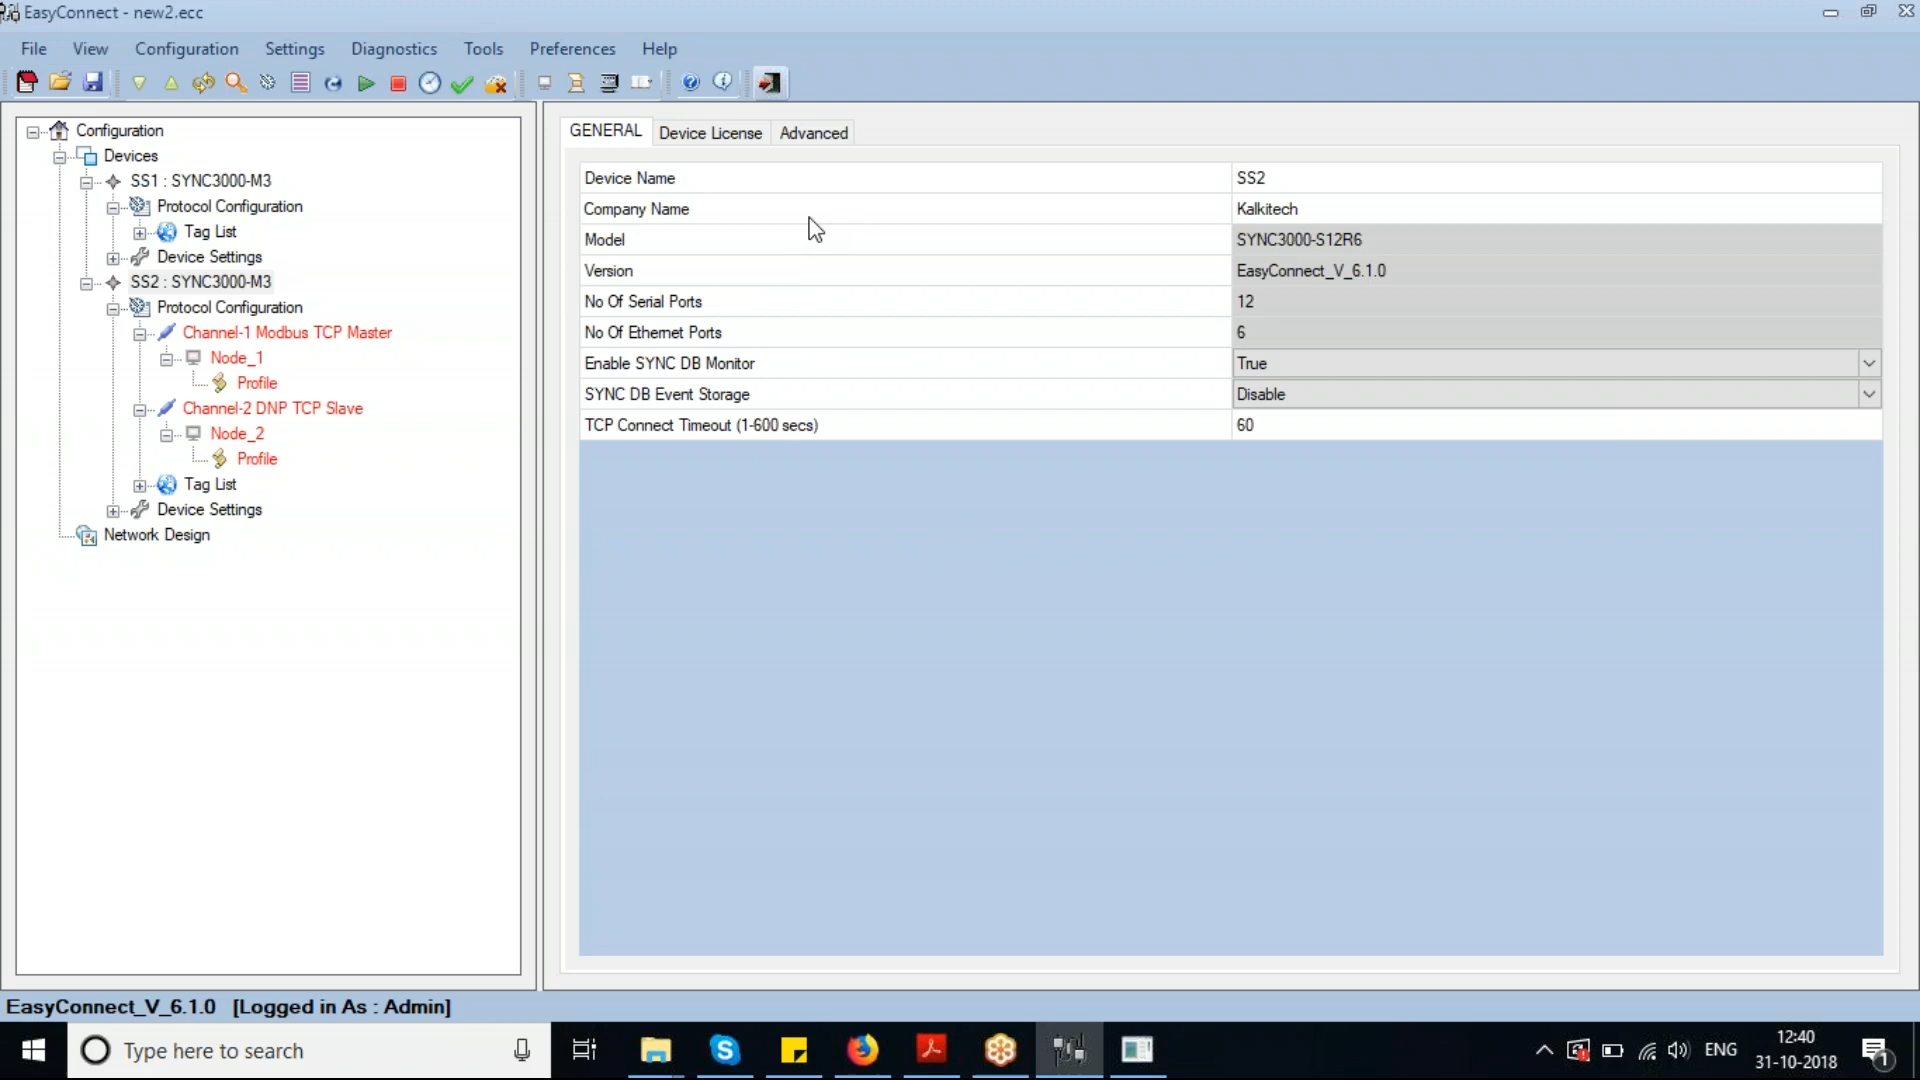 EasyConnect - new2.ecc
File View Configuration Settings Diagnostics Tools Preferences Help
Configuration
Devices
SS1 : SYNC3000-M3
Protocol Configuration
Tag List
Device Settings
SS2 : SYNC3000-M3
Protocol Configuration
Channel-1 Modbus TCP Master
Node_1
Profile
Channel-2 DNP TCP Slave
Node_2
Profile
Tag List
Device Settings
Network Design
GENERAL Device License Advanced
Device Name SS2
Company Name Kalkitech
Model SYNC3000-S12R6
Version EasyConnect_V_6.1.0
No Of Serial Ports 12
No Of Ethernet Ports 6
Enable SYNC DB Monitor True
SYNC DB Event Storage Disable
TCP Connect Timeout (1-600 secs) 60
EasyConnect_V_6.1.0 [Logged in As : Admin]
Type here to search
ENG
12:40
31-10-2018
1